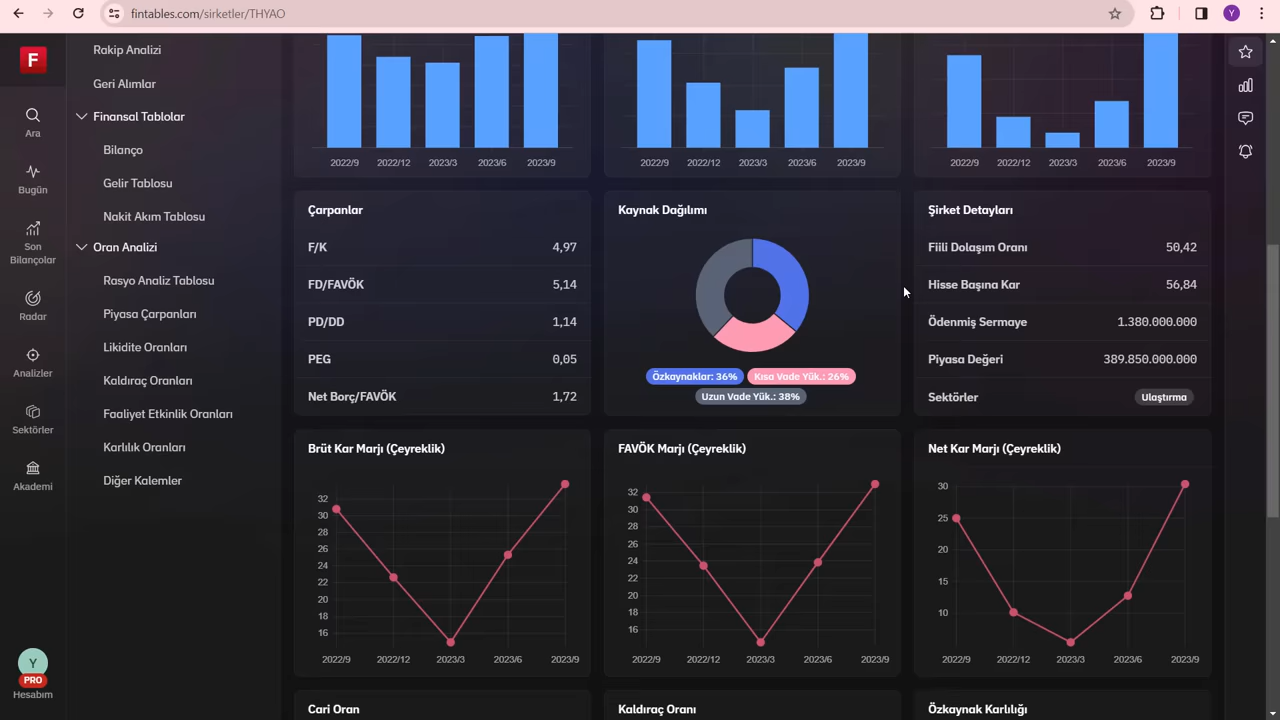 fintables.com/sirketler/THYAO
Y
F
Ara
Bugün
Son
Bilançolar
Radar
Analizler
Sektörler
Akademi
Y
PRO
Hesabım
Rakip Analizi
Geri Alımlar
Finansal Tablolar
Bilanço
Gelir Tablosu
Nakit Akım Tablosu
Oran Analizi
Rasyo Analiz Tablosu
Piyasa Çarpanları
Likidite Oranları
Kaldıraç Oranları
Faaliyet Etkinlik Oranları
Karlılık Oranları
Diğer Kalemler
2022/9 2022/12 2023/3 2023/6 2023/9
2022/9 2022/12 2023/3 2023/6 2023/9
2022/9 2022/12 2023/3 2023/6 2023/9
Çarpanlar
F/K 4,97
FD/FAVÖK 5,14
PD/DD 1,14
PEG 0,05
Net Borç/FAVÖK 1,72
Kaynak Dağılımı
Özkaynaklar: 36% Kısa Vade Yük.: 26%
Uzun Vade Yük.: 38%
Şirket Detayları
Fiili Dolaşım Oranı 50,42
Hisse Başına Kar 56,84
Ödenmiş Sermaye 1.380.000.000
Piyasa Değeri 389.850.000.000
Sektörler Ulaştırma
Brüt Kar Marjı (Çeyreklik)
32
30
28
26
24
22
20
18
16
2022/9 2022/12 2023/3 2023/6 2023/9
FAVÖK Marjı (Çeyreklik)
32
30
28
26
24
22
20
18
16
2022/9 2022/12 2023/3 2023/6 2023/9
Net Kar Marjı (Çeyreklik)
30
25
20
15
10
2022/9 2022/12 2023/3 2023/6 2023/9
Cari Oran
Kaldıraç Oranı
Özkaynak Karlılığı